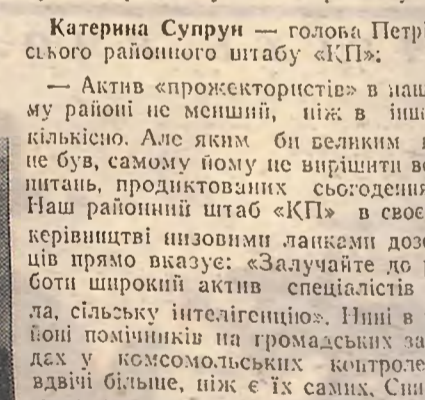 Катерина Супрун — голова Петрі
ського районного штабу «КП»:
— Актив «прожектористів» в наш
му районі не менший, ніж в інш
кількісно. Але яким би великим
не був, самому йому не вирішити в
питань, продиктованих сьогодення
Наш районний штаб «КП» в своє
керівництві низовими ланками дозо
ців прямо вказує: «Залучайте до
боти широкий актив спеціалістів
ла, сільську інтелігенцію». Нині в
йоні помічників на громадських за
дах у комсомольських контроле
вдвічі більше, ніж є їх самих. Спи